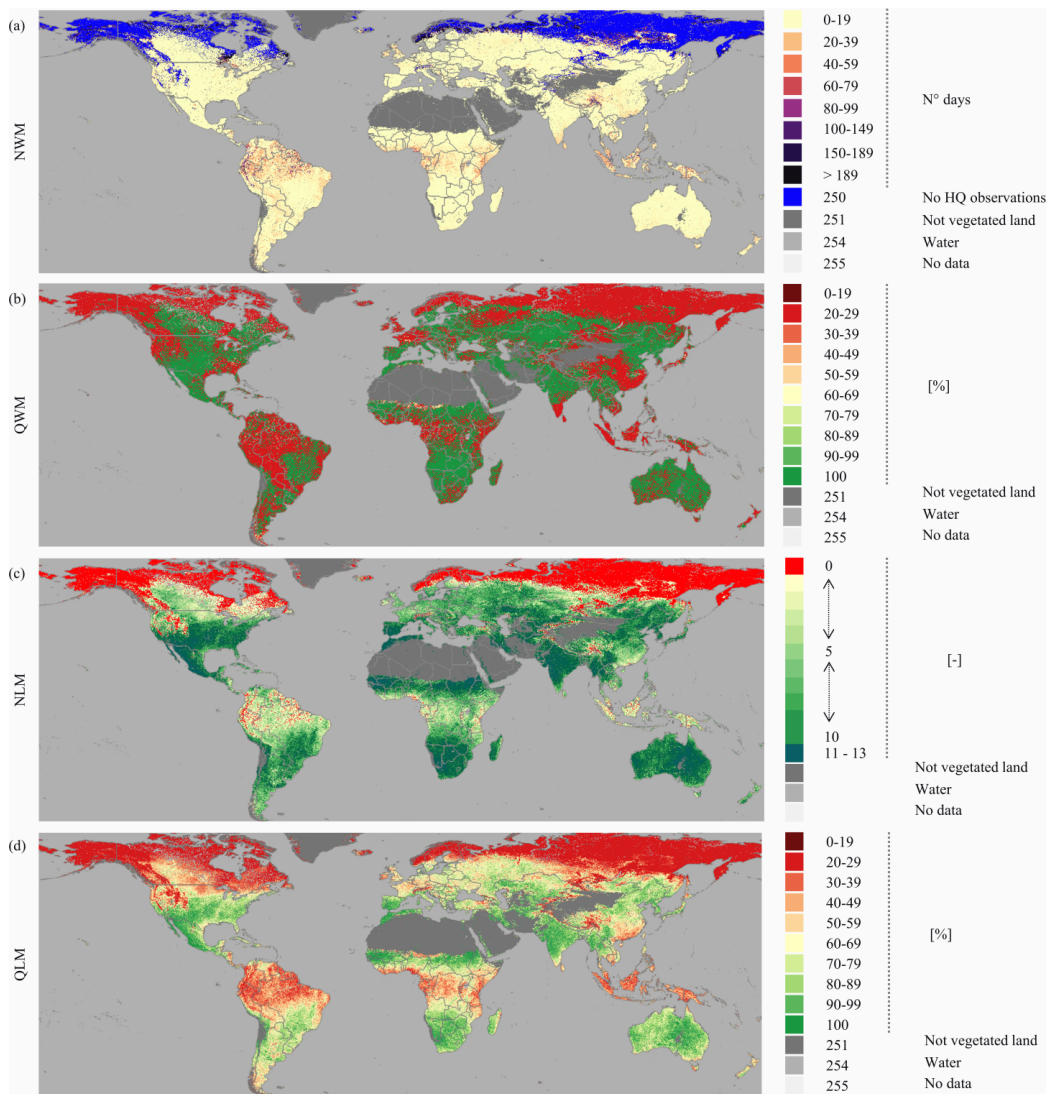 (a)
NWM
0-19
20-39
40-59
60-79
80-99
100-149
150-189
> 189
250
251
254
255
N° days
No HQ observations
Not vegetated land
Water
No data
(b)
QWM
0-19
20-29
30-39
40-49
50-59
60-69
70-79
80-89
90-99
100
251
254
255
[%]
Not vegetated land
Water
No data
(c)
NLM
0
5
10
11 - 13
[-]
Not vegetated land
Water
No data
(d)
QLM
0-19
20-29
30-39
40-49
50-59
60-69
70-79
80-89
90-99
100
251
254
255
[%]
Not vegetated land
Water
No data